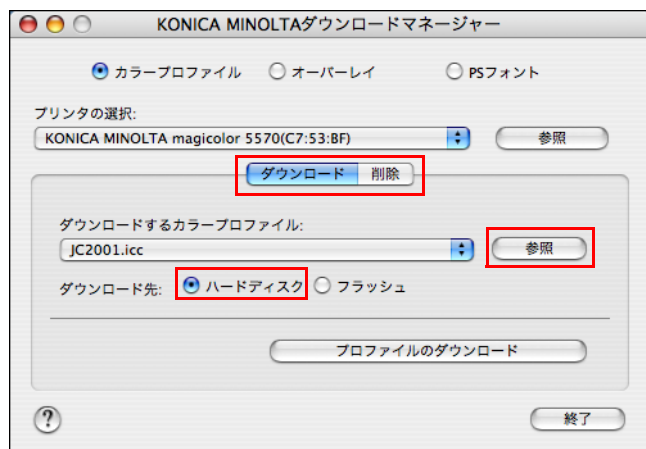 KONICA MINOLTAダウンロードマネージャー
カラープロファイル オーバーレイ PSフォント
プリンタの選択:
KONICA MINOLTA magicolor 5570(C7:53:BF) 参照
ダウンロード 削除
ダウンロードするカラープロファイル:
JC2001.icc 参照
ダウンロード先: ハードディスク フラッシュ
プロファイルのダウンロード
? 終了